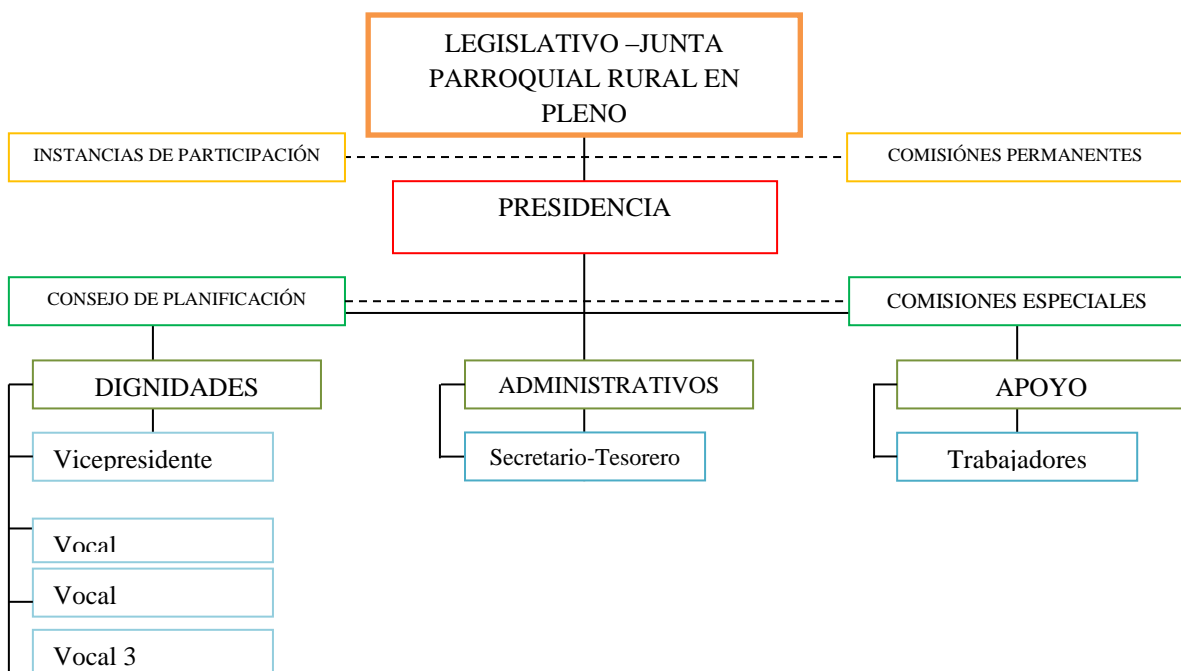 LEGISLATIVO –JUNTA
PARROQUIAL RURAL EN
PLENO
INSTANCIAS DE PARTICIPACIÓN
COMISIÓNES PERMANENTES
PRESIDENCIA
CONSEJO DE PLANIFICACIÓN
COMISIONES ESPECIALES
DIGNIDADES
ADMINISTRATIVOS
APOYO
Vicepresidente
Secretario-Tesorero
Trabajadores
Vocal
Vocal
Vocal 3